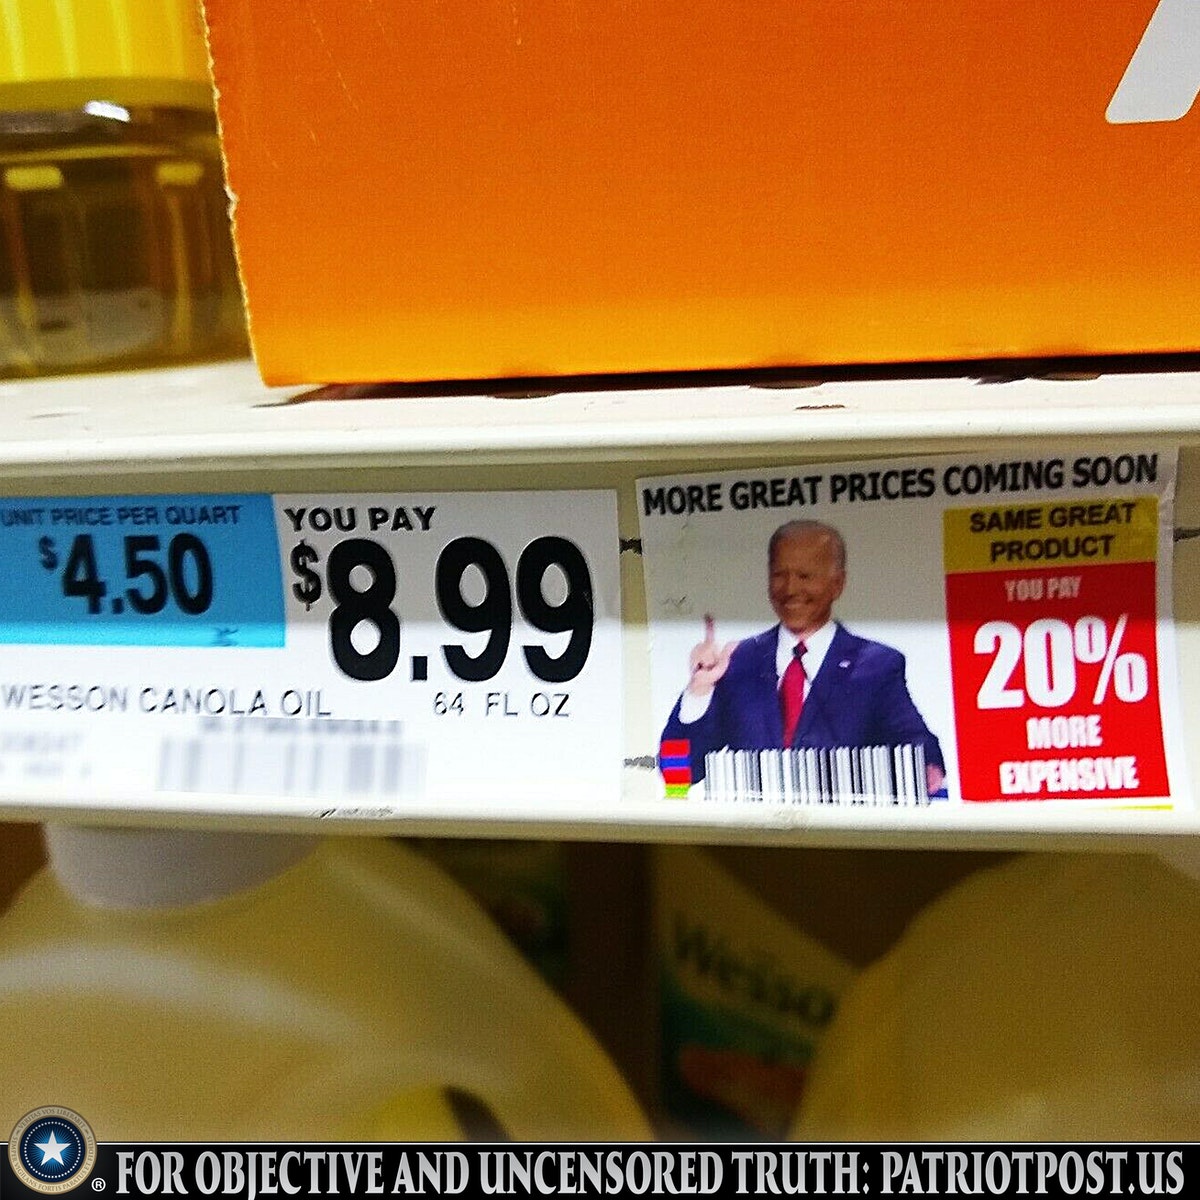 UNIT PRICE PER QUART
$4.50
YOU PAY
$8.99
WESSON CANOLA OIL
64 FL OZ
MORE GREAT PRICES COMING SOON
SAME GREAT
PRODUCT
YOU PAY
20%
MORE
EXPENSIVE
Wesso
® FOR OBJECTIVE AND UNCENSORED TRUTH: PATRIOTPOST.US